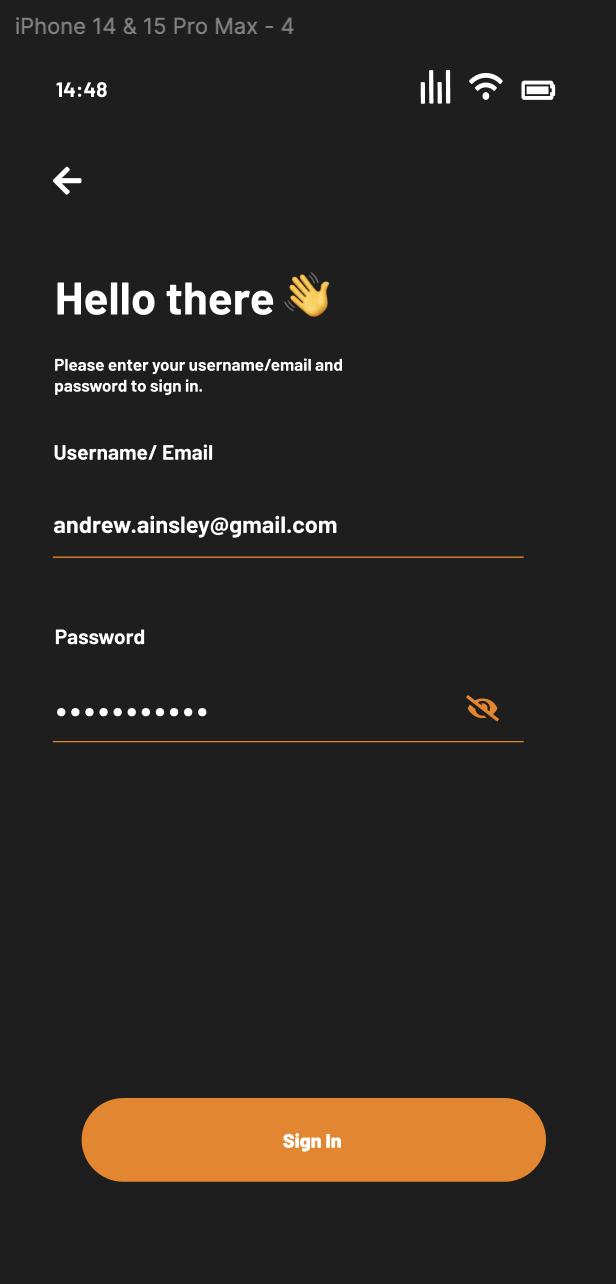 iPhone 14 & 15 Pro Max - 4
14:48
Hello there 👋
Please enter your username/email and
password to sign in.
Username/ Email
andrew.ainsley@gmail.com
Password
●●●●●●●●●●●
Sign In